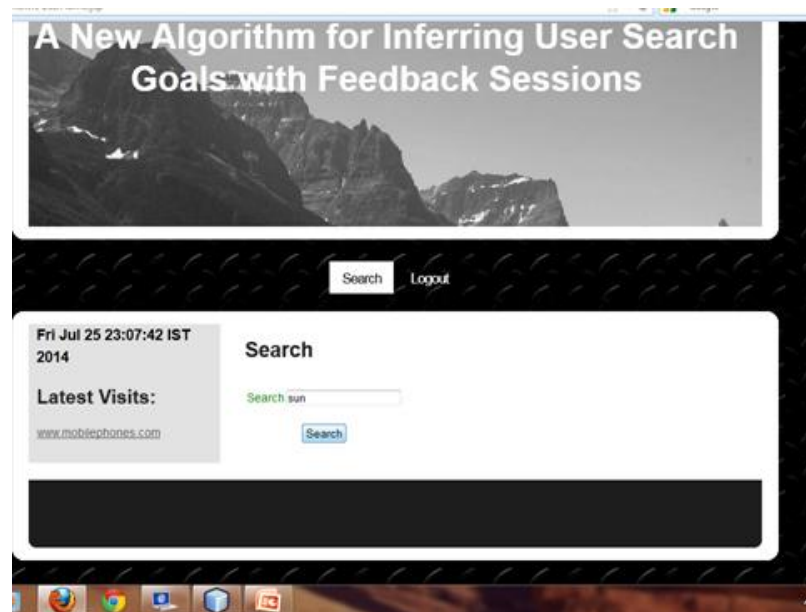 A New Algorithm for Inferring User Search
Goals with Feedback Sessions
Search Logout
Fri Jul 25 23:07:42 IST
2014
Latest Visits:
www.mobilephones.com
Search
Search sun
Search